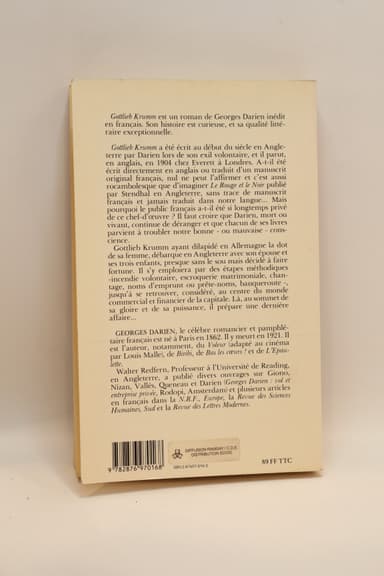 Gottlieb Krumm est un roman de Georges Darien inédit
en français. Son histoire est curieuse, et sa qualité litté-
raire exceptionnelle.
Gottlieb Krumm a été écrit au début du siècle en Angle-
terre par Darien lors de son exil volontaire, et il parut,
en anglais, en 1904 chez Everett à Londres. A-t-il été
écrit directement en anglais ou traduit d'un manuscrit
original français, nul ne peut l'affirmer et c'est aussi
rocambolesque que d'imaginer Le Rouge et le Noir publié
par Stendhal en Angleterre, sans trace de manuscrit
français et jamais traduit dans notre langue... Mais
pourquoi le public français a-t-il été si longtemps privé
de ce chef-d'œuvre ? Il faut croire que Darien, mort ou
vivant, continue de déranger et que chacun de ses livres
parvient à troubler notre bonne - ou mauvaise - cons-
cience.
Gottlieb Krumm ayant dilapidé en Allemagne la dot
de sa femme, débarque en Angleterre avec son épouse et
ses trois enfants, presque sans le sou mais décidé à faire
fortune. Il s'y emploiera par des étapes méthodiques
-incendie volontaire, escroquerie matrimoniale, chan-
tage, noms d'emprunt ou prête-noms, banqueroute -,
jusqu'à se retrouver, considéré, au centre du monde
commercial et financier de la capitale. Là, au sommet de
sa gloire et de sa puissance, il prépare une dernière
affaire...
GEORGES DARIEN, le célèbre romancier et pamphlé-
taire français est né à Paris en 1862. Il y meurt en 1921. Il
est l'auteur, notamment, du Voleur (adapté au cinéma
par Louis Malle), de Biribi, de Bas les cœurs ! et de L'Epau-
lette.
Walter Redfern, Professeur à l'Université de Reading,
en Angleterre, a publié divers ouvrages sur Giono,
Nizan, Vallès, Queneau et Darien (Georges Darien : vol et
entreprise privée, Rodopi, Amsterdam) et plusieurs articles
en français dans la N.R.F., Europe, la Revue des Sciences
Humaines, Sud et la Revue des Lettres Modernes.
9 782876 970168
89 FF TTC